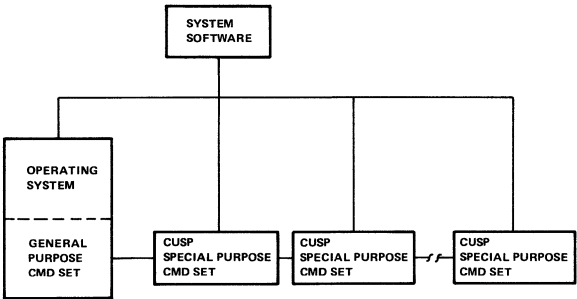 SYSTEM
SOFTWARE
OPERATING
SYSTEM
GENERAL
PURPOSE
CMD SET
CUSP
SPECIAL PURPOSE
CMD SET
CUSP
SPECIAL PURPOSE
CMD SET
CUSP
SPECIAL PURPOSE
CMD SET